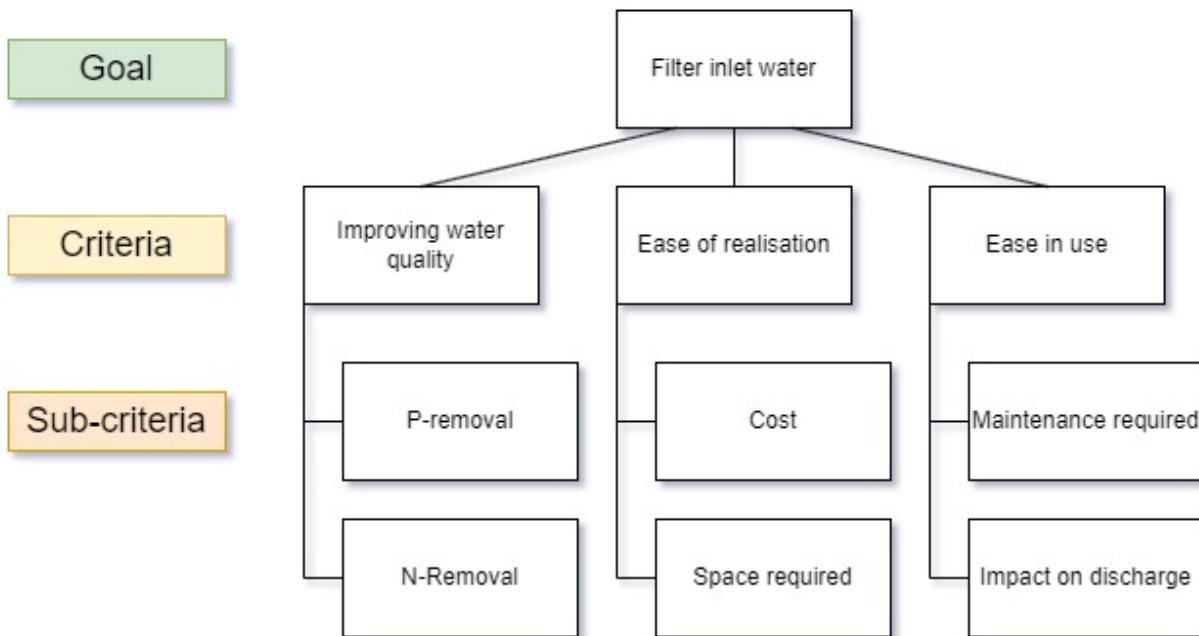 Goal
Filter inlet water
Criteria
Improving water
quality
Ease of realisation
Ease in use
Sub-criteria
P-removal
Cost
Maintenance required
N-Removal
Space required
Impact on discharge